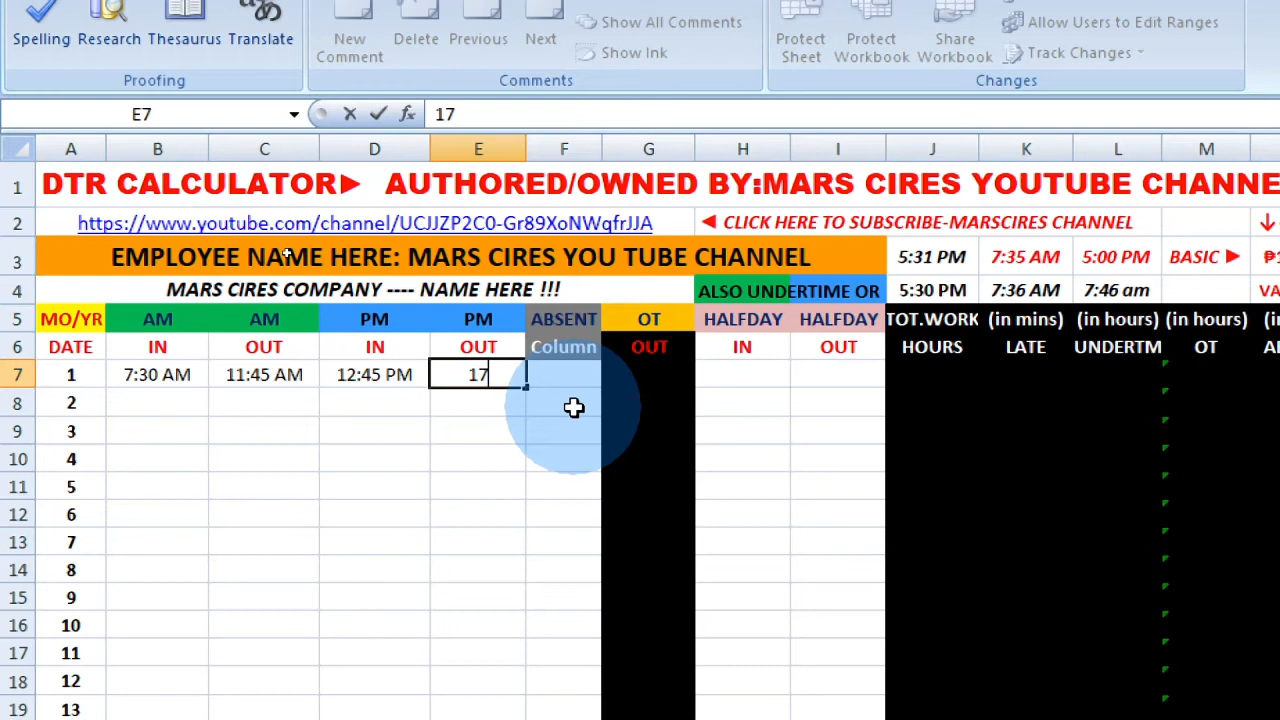 Spelling Research Thesaurus Translate
New Comment Delete Previous Next
Show All Comments
Show Ink
Protect Sheet Protect Workbook Share Workbook
Allow Users to Edit Ranges
Track Changes
Proofing Comments Changes
E7 fx 17
A B C D E F G H I J K L M
1 DTR CALCULATOR► AUTHORED/OWNED BY:MARS CIRES YOUTUBE CHANNE
2 https://www.youtube.com/channel/UCJJZP2C0-Gr89XoNWqfrJJA ◄ CLICK HERE TO SUBSCRIBE-MARSCIRES CHANNEL
3 EMPLOYEE NAME HERE: MARS CIRES YOU TUBE CHANNEL 5:31 PM 7:35 AM 5:00 PM BASIC ► ₱1
4 MARS CIRES COMPANY ---- NAME HERE !!! ALSO UNDERTIME OR 5:30 PM 7:36 AM 7:46 am VA
5 MO/YR AM AM PM PM ABSENT OT HALFDAY HALFDAY TOT.WORK (in mins) (in hours) (in hours) (in
6 DATE IN OUT IN OUT Column OUT IN OUT HOURS LATE UNDERTM OT AB
7 1 7:30 AM 11:45 AM 12:45 PM 17
8 2
9 3
10 4
11 5
12 6
13 7
14 8
15 9
16 10
17 11
18 12
19 13